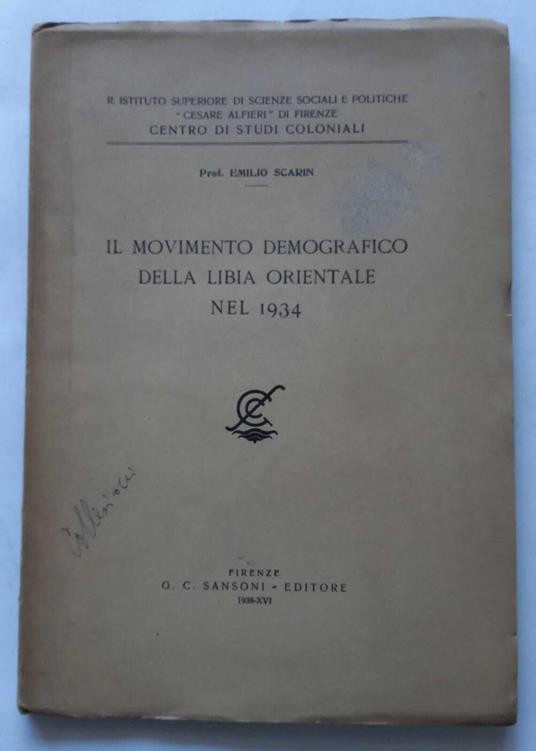 R. ISTITUTO SUPERIORE DI SCIENZE SOCIALI E POLITICHE
"CESARE ALFIERI" DI FIRENZE
CENTRO DI STUDI COLONIALI
Prof. EMILIO SCARIN
IL MOVIMENTO DEMOGRAFICO
DELLA LIBIA ORIENTALE
NEL 1934
FIRENZE
G. C. SANSONI - EDITORE
1938-XVI